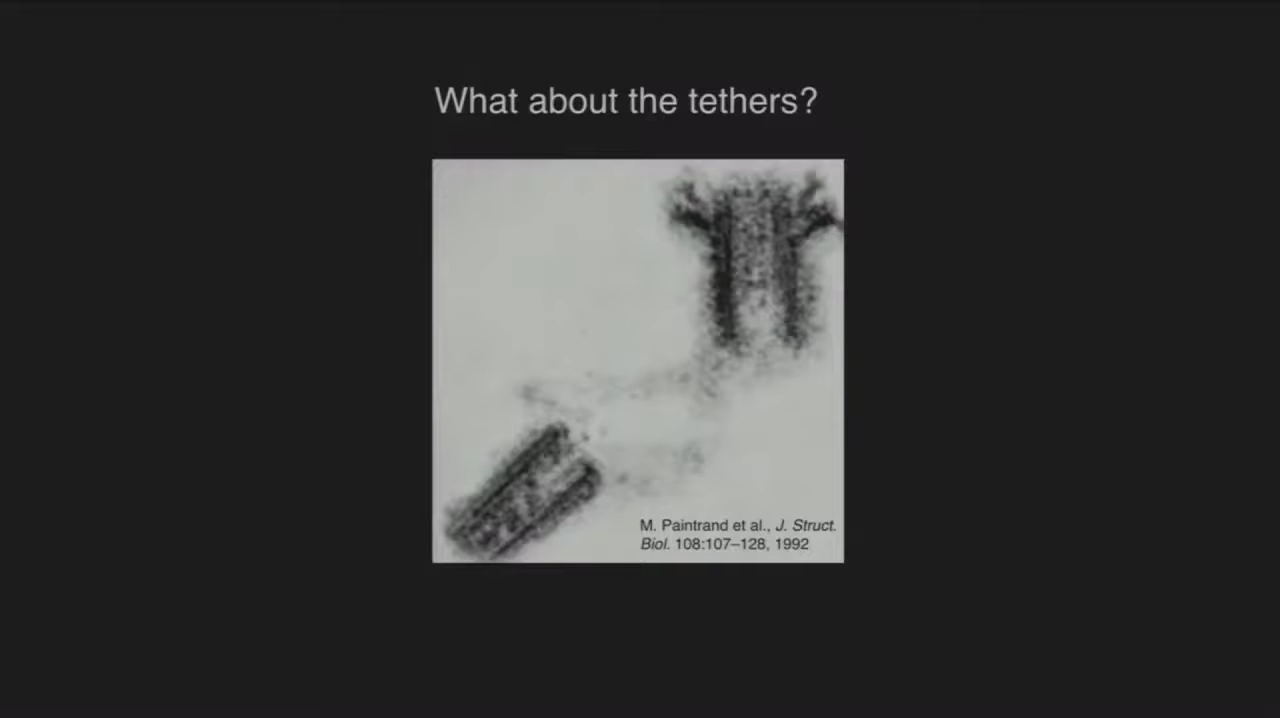 What about the tethers?
M. Paintrand et al., J. Struct.
Biol. 108:107–128, 1992